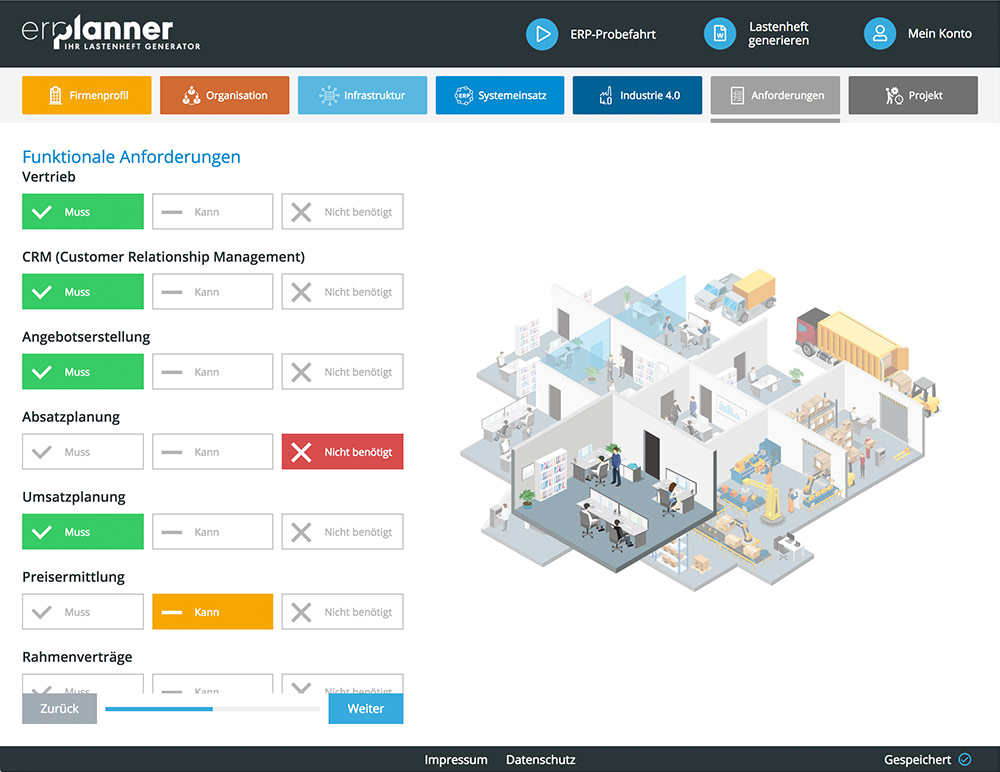 erplanner
IHR LASTENHEFT GENERATOR
ERP-Probefahrt
Lastenheft
generieren
Mein Konto
Firmenprofil
Organisation
Infrastruktur
ERP
Systemeinsatz
Industrie 4.0
Anforderungen
Projekt
Funktionale Anforderungen
Vertrieb
Muss Kann Nicht benötigt
CRM (Customer Relationship Management)
Muss Kann Nicht benötigt
Angebotserstellung
Muss Kann Nicht benötigt
Absatzplanung
Muss Kann Nicht benötigt
Umsatzplanung
Muss Kann Nicht benötigt
Preisermittlung
Muss Kann Nicht benötigt
Rahmenverträge
Muss Kann Nicht benötigt
Zurück
Weiter
Impressum Datenschutz
Gespeichert